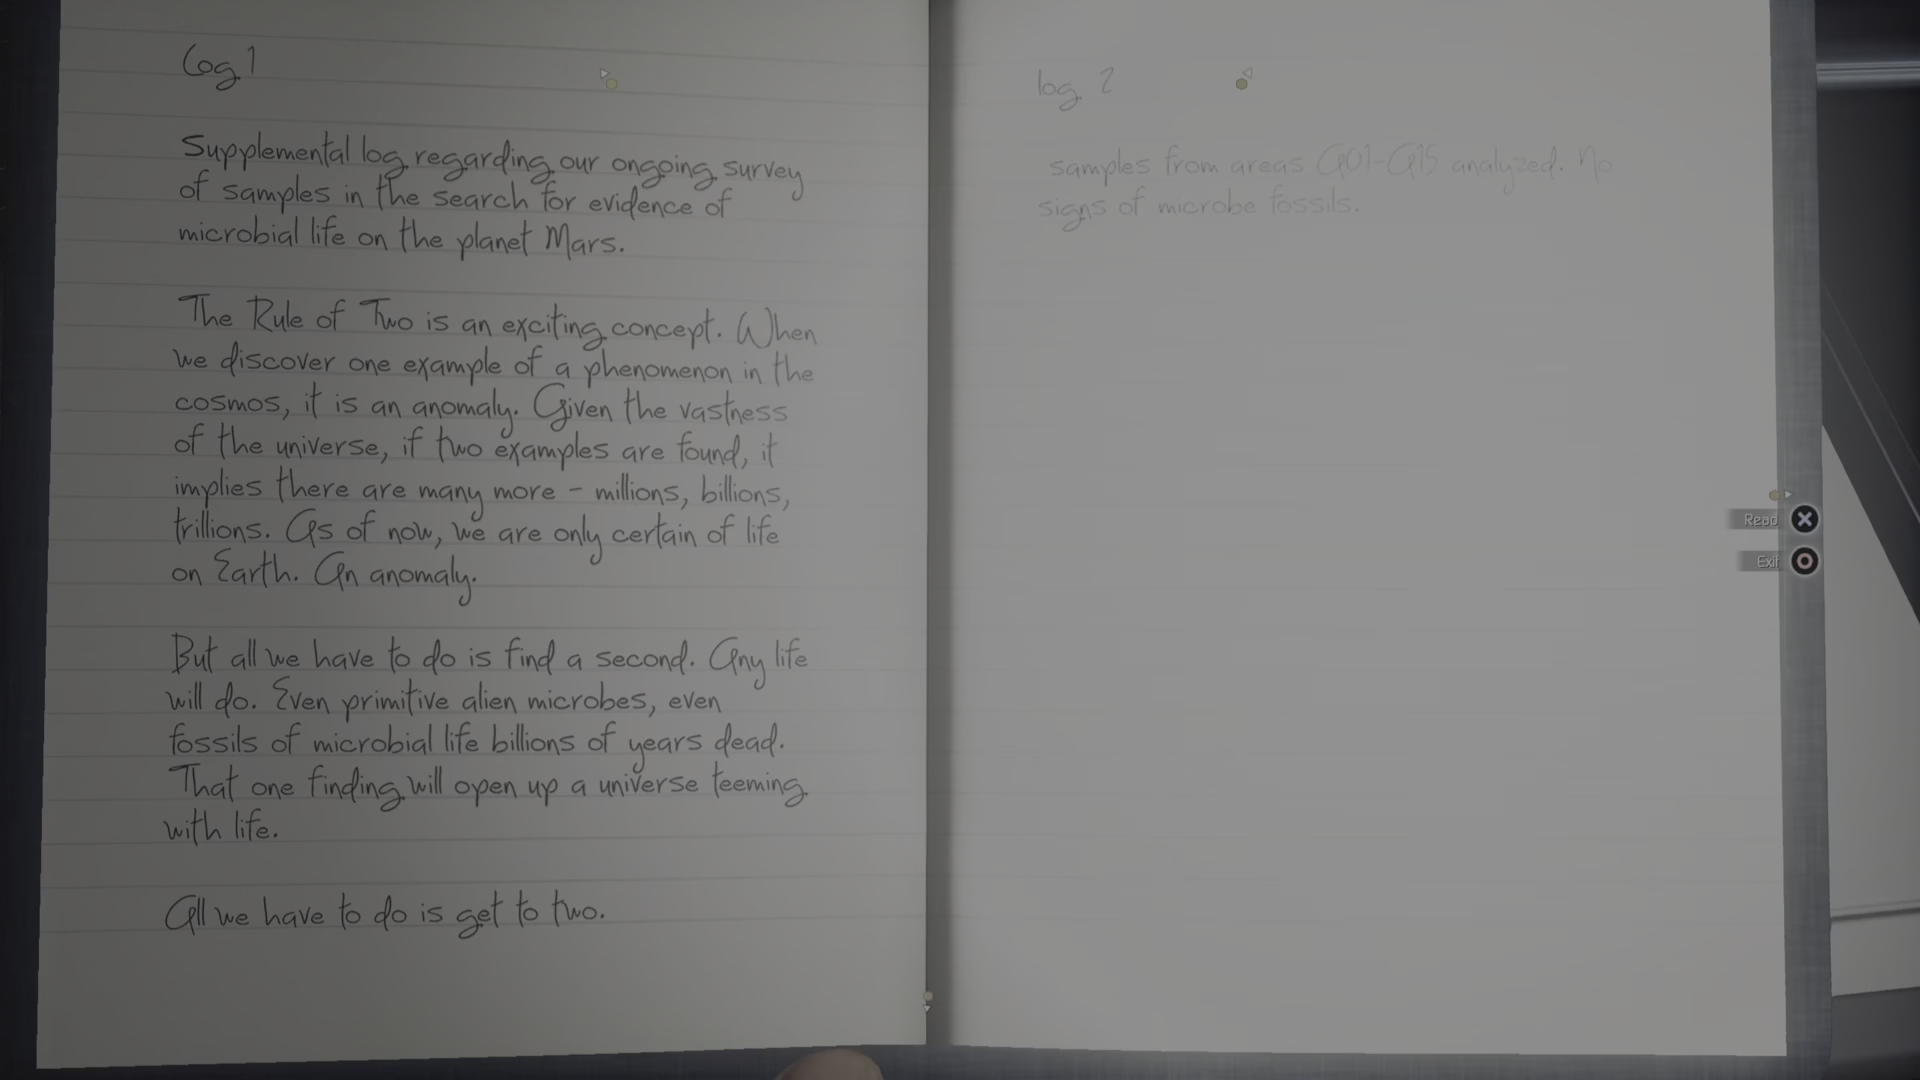 Log 1
Supplemental log regarding our ongoing survey
of samples in the search for evidence of
microbial life on the planet Mars.
The Rule of Two is an exciting concept. When
we discover one example of a phenomenon in the
cosmos, it is an anomaly. Given the vastness
of the universe, if two examples are found, it
implies there are many more - millions, billions,
trillions. As of now, we are only certain of life
on Earth. An anomaly.
But all we have to do is find a second. Any life
will do. Even primitive alien microbes, even
fossils of microbial life billions of years dead.
That one finding will open up a universe teeming
with life.
All we have to do is get to two.
log 2
samples from areas A01-A15 analyzed. No
signs of microbe fossils.
Read
Exit